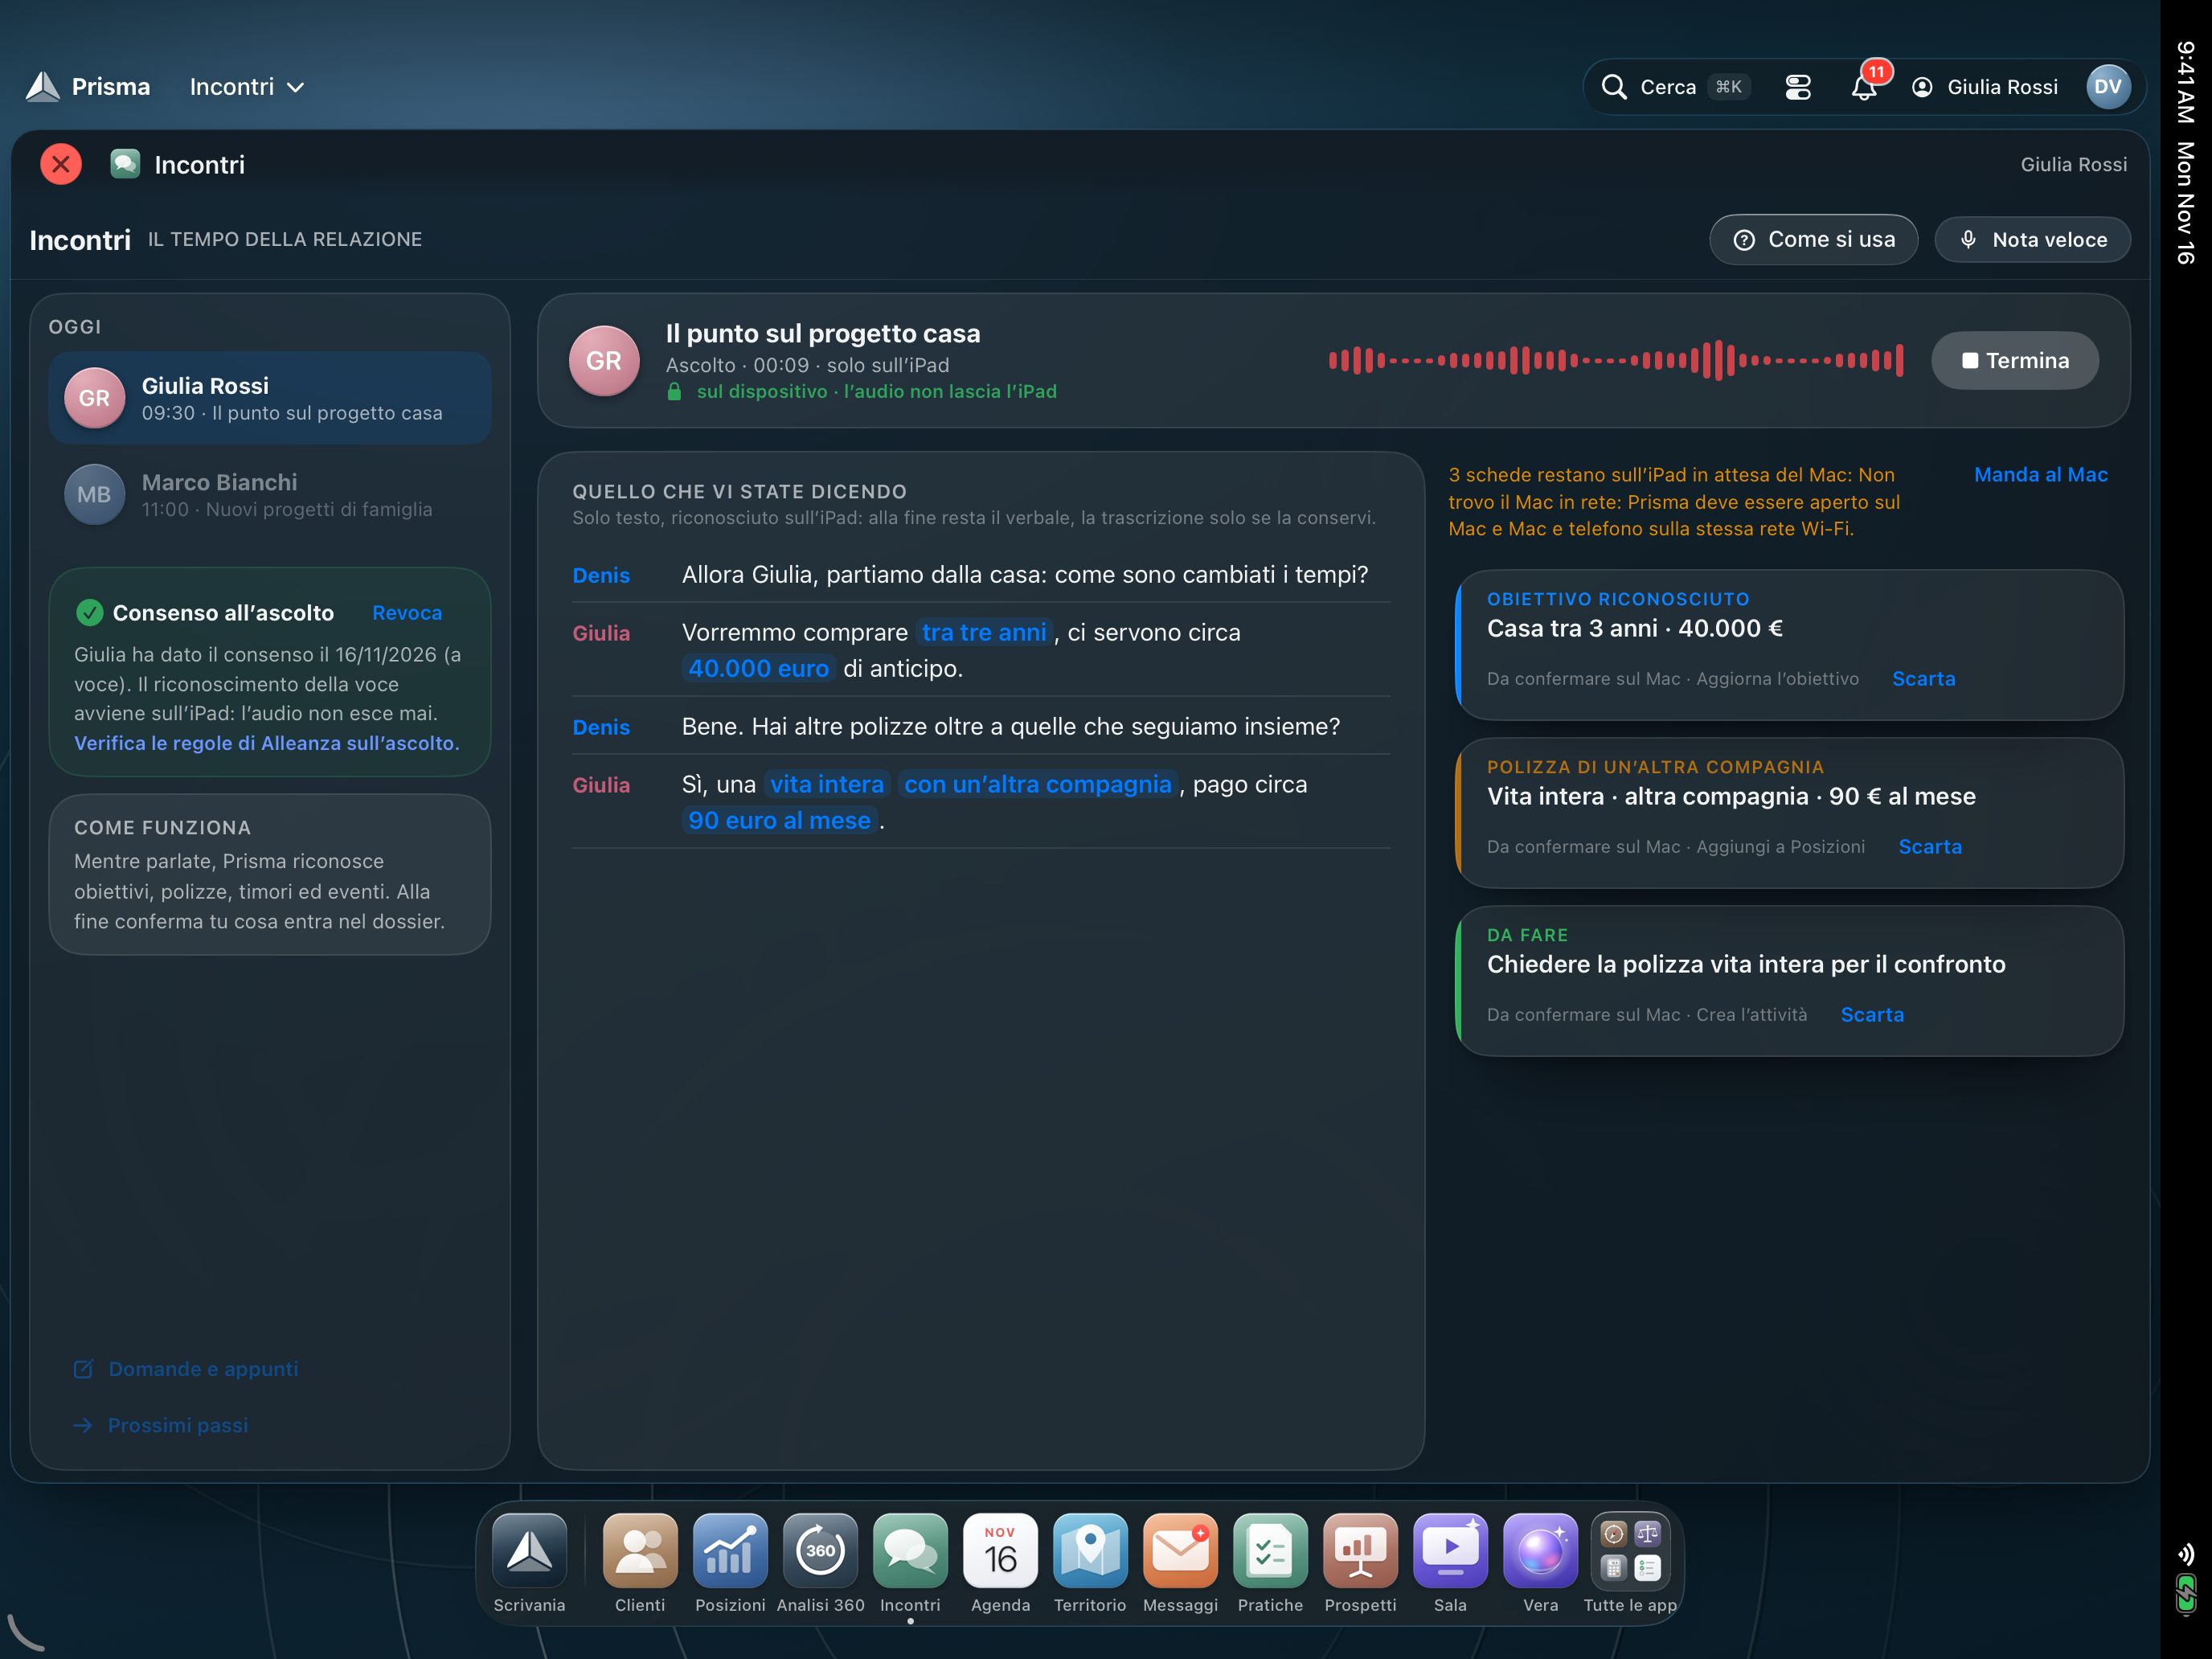 Prisma
Incontri
Cerca ⌘K
11
Giulia Rossi
DV
9:41 AM Mon Nov 16
Incontri
Giulia Rossi
Incontri IL TEMPO DELLA RELAZIONE
Come si usa
Nota veloce
OGGI
GR
Giulia Rossi
09:30 · Il punto sul progetto casa
MB
Marco Bianchi
11:00 · Nuovi progetti di famiglia
Consenso all’ascolto
Revoca
Giulia ha dato il consenso il 16/11/2026 (a
voce). Il riconoscimento della voce
avviene sull’iPad: l’audio non esce mai.
Verifica le regole di Alleanza sull’ascolto.
COME FUNZIONA
Mentre parlate, Prisma riconosce
obiettivi, polizze, timori ed eventi. Alla
fine conferma tu cosa entra nel dossier.
Domande e appunti
Prossimi passi
GR
Il punto sul progetto casa
Ascolto · 00:09 · solo sull’iPad
sul dispositivo · l’audio non lascia l’iPad
Termina
QUELLO CHE VI STATE DICENDO
Solo testo, riconosciuto sull’iPad: alla fine resta il verbale, la trascrizione solo se la conservi.
Denis Allora Giulia, partiamo dalla casa: come sono cambiati i tempi?
Giulia Vorremmo comprare tra tre anni , ci servono circa
40.000 euro di anticipo.
Denis Bene. Hai altre polizze oltre a quelle che seguiamo insieme?
Giulia Sì, una vita intera con un’altra compagnia , pago circa
90 euro al mese .
3 schede restano sull’iPad in attesa del Mac: Non
trovo il Mac in rete: Prisma deve essere aperto sul
Mac e Mac e telefono sulla stessa rete Wi-Fi.
Manda al Mac
OBIETTIVO RICONOSCIUTO
Casa tra 3 anni · 40.000 €
Da confermare sul Mac · Aggiorna l’obiettivo Scarta
POLIZZA DI UN’ALTRA COMPAGNIA
Vita intera · altra compagnia · 90 € al mese
Da confermare sul Mac · Aggiungi a Posizioni Scarta
DA FARE
Chiedere la polizza vita intera per il confronto
Da confermare sul Mac · Crea l’attività Scarta
360
NOV
16
Scrivania Clienti Posizioni Analisi 360 Incontri Agenda Territorio Messaggi Pratiche Prospetti Sala Vera Tutte le app